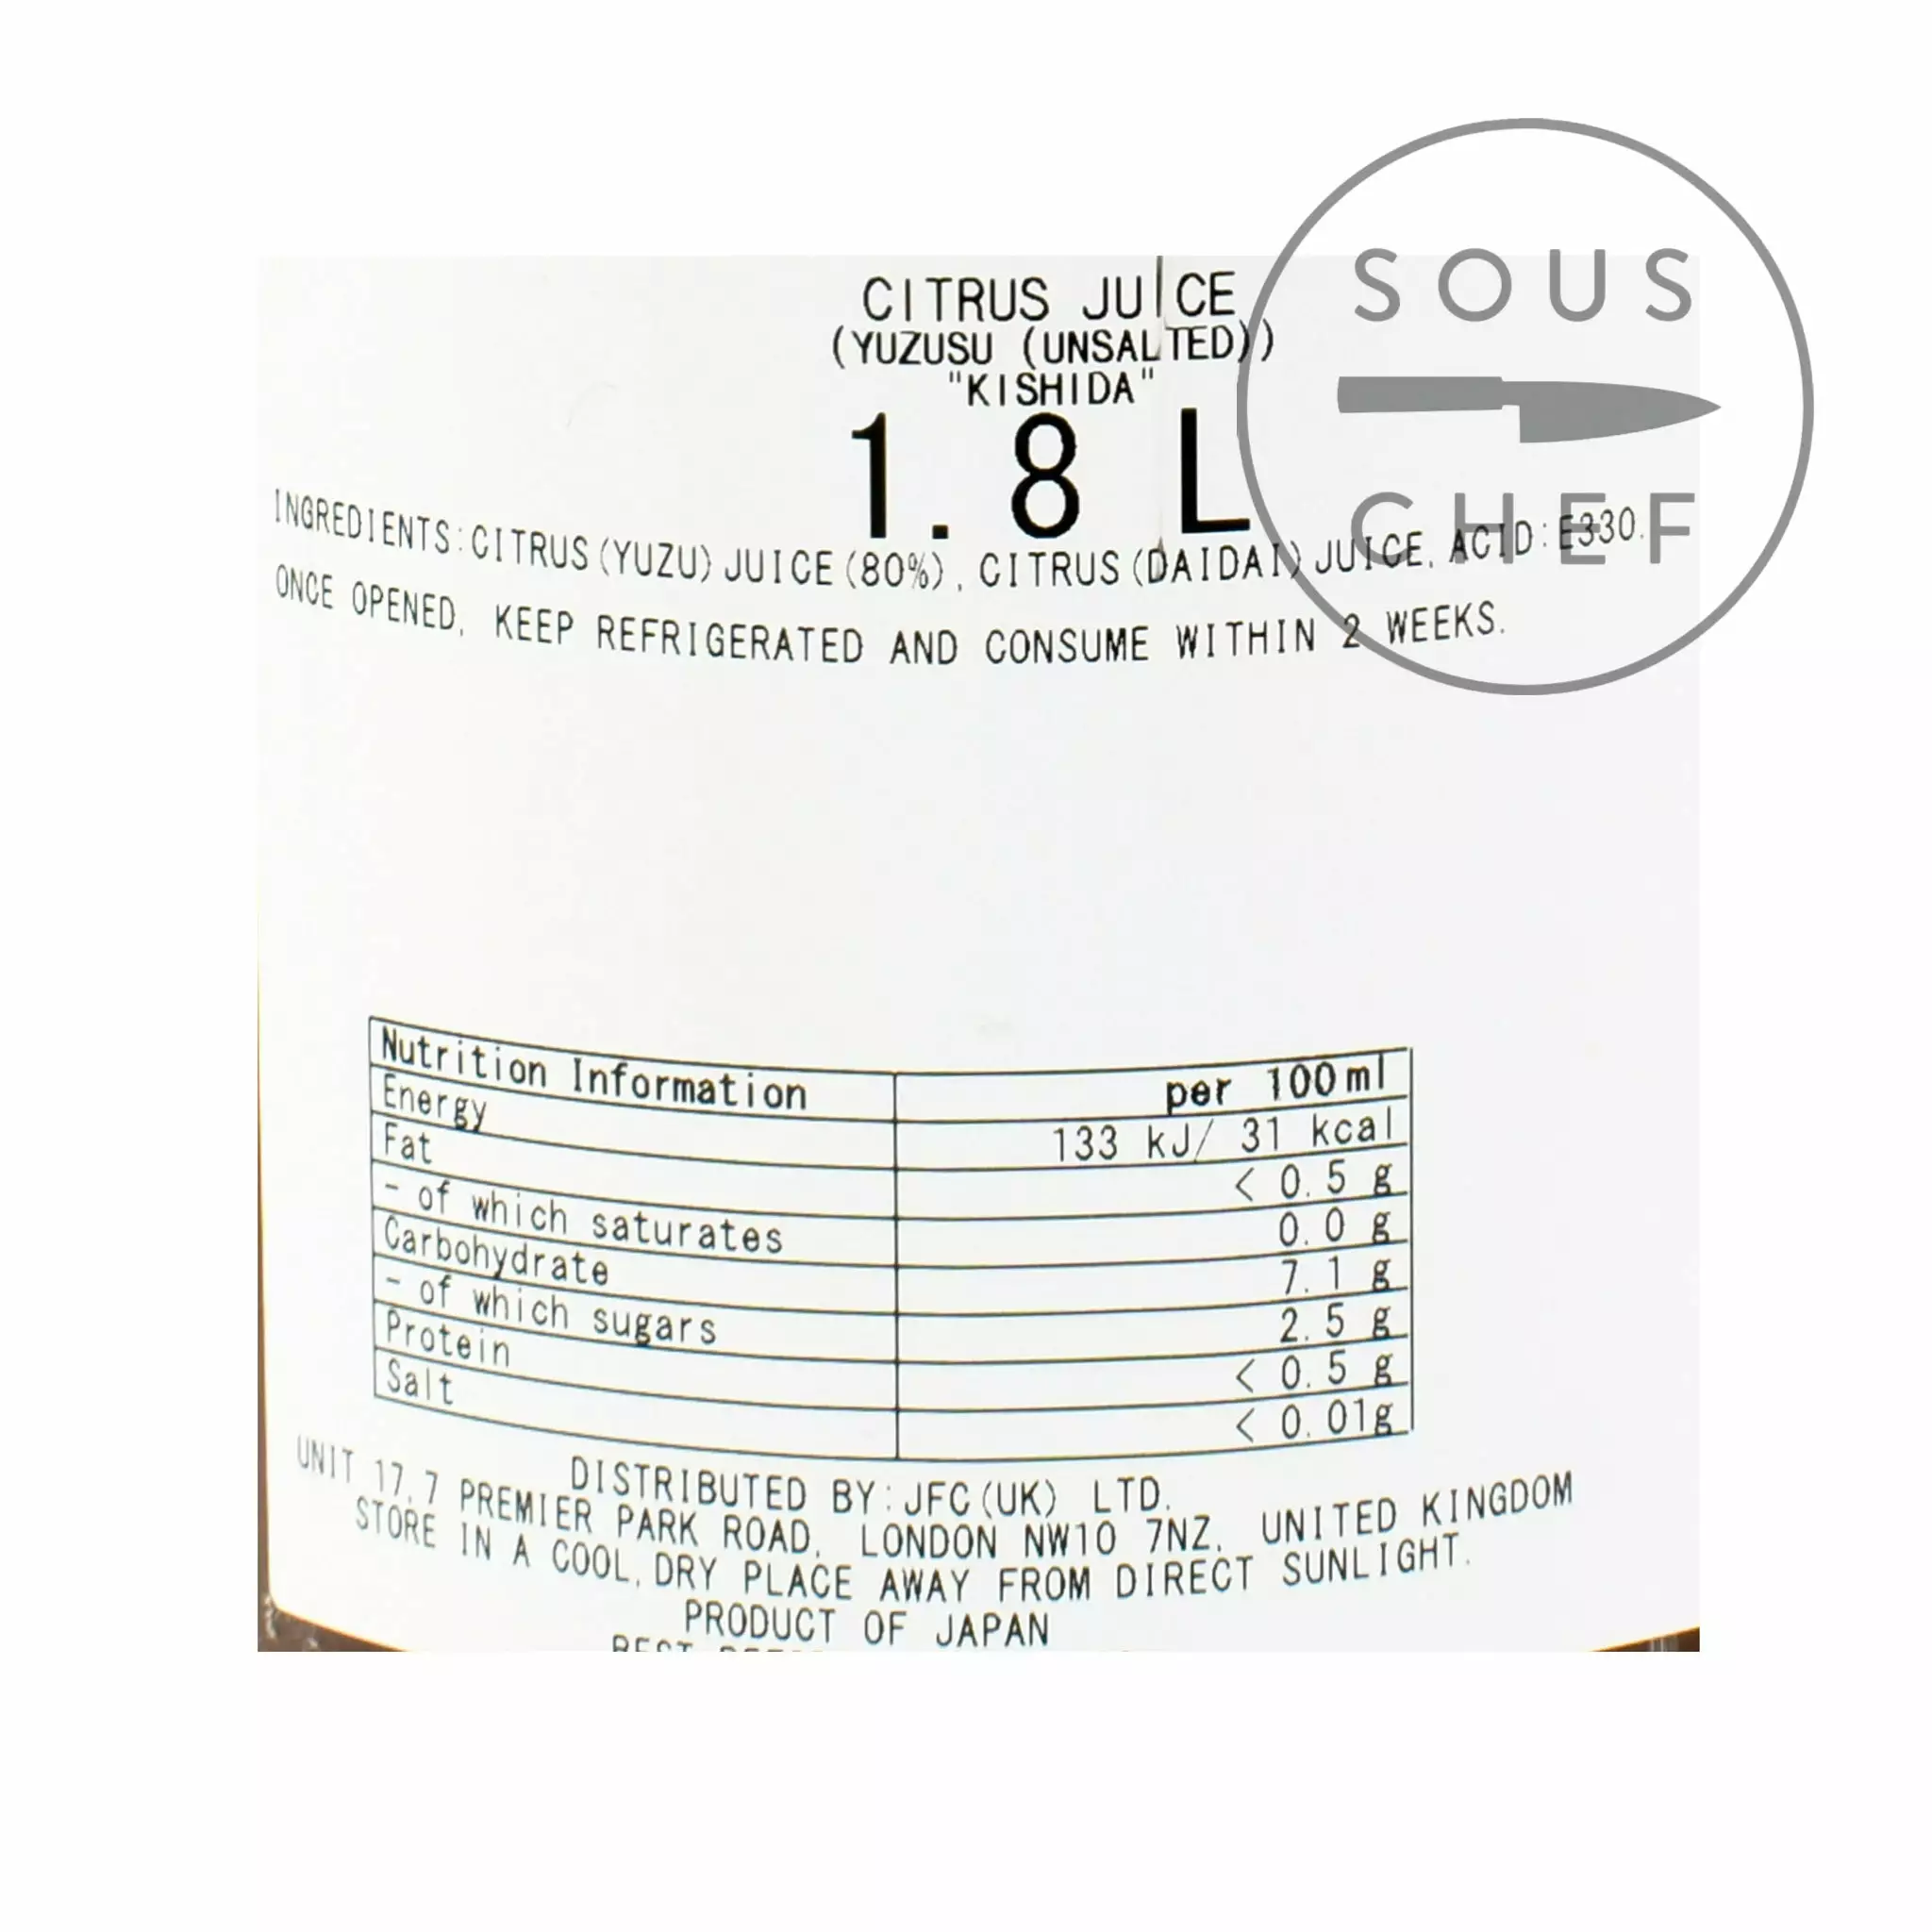 SOUS
CHEF
CITRUS JUICE
(YUZUSU (UNSALTED))
"KISHIDA"
1.8 L
INGREDIENTS:CITRUS(YUZU)JUICE(80%), CITRUS(DAIDAI)JUICE, ACID:E330.
ONCE OPENED, KEEP REFRIGERATED AND CONSUME WITHIN 2 WEEKS.
Nutrition Information per 100ml
Energy 133 kJ/ 31 kcal
Fat < 0.5 g
- of which saturates 0.0 g
Carbohydrate 7.1 g
- of which sugars 2.5 g
Protein < 0.5 g
Salt < 0.01g
DISTRIBUTED BY:JFC(UK) LTD.
UNIT 17,7 PREMIER PARK ROAD, LONDON NW10 7NZ, UNITED KINGDOM
STORE IN A COOL,DRY PLACE AWAY FROM DIRECT SUNLIGHT.
PRODUCT OF JAPAN